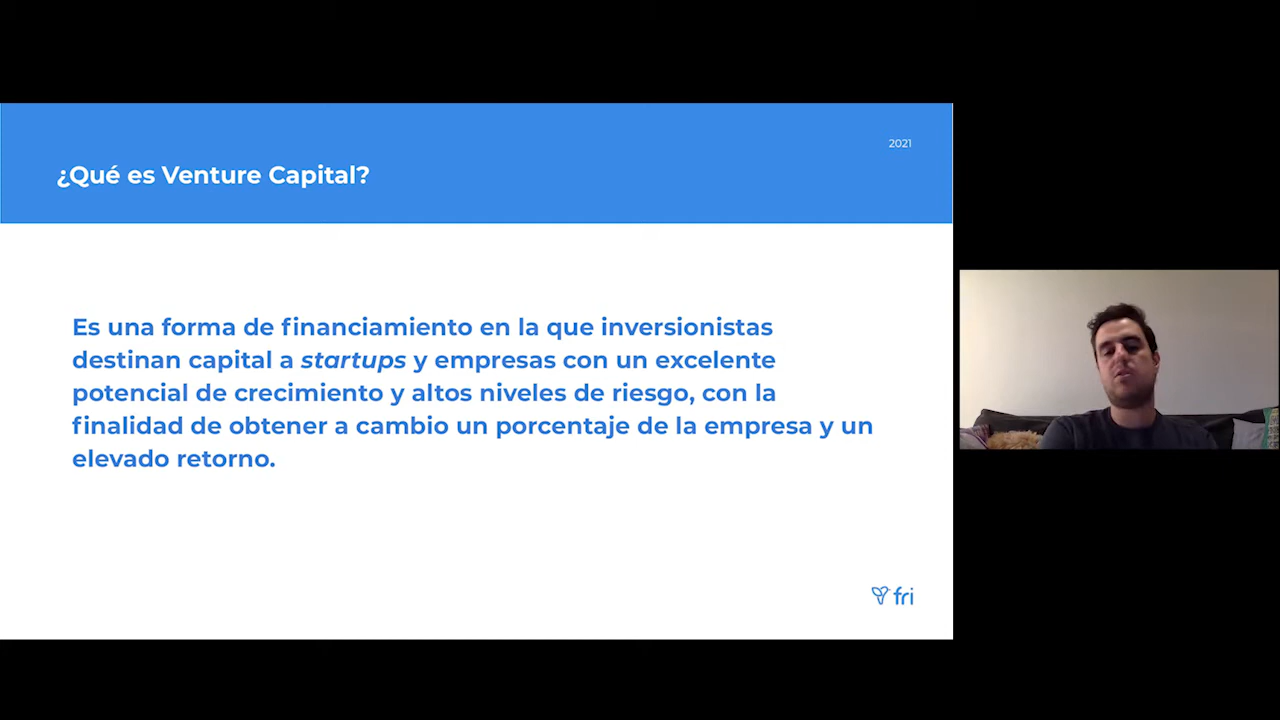 2021
¿Qué es Venture Capital?
Es una forma de financiamiento en la que inversionistas
destinan capital a startups y empresas con un excelente
potencial de crecimiento y altos niveles de riesgo, con la
finalidad de obtener a cambio un porcentaje de la empresa y un
elevado retorno.
fri